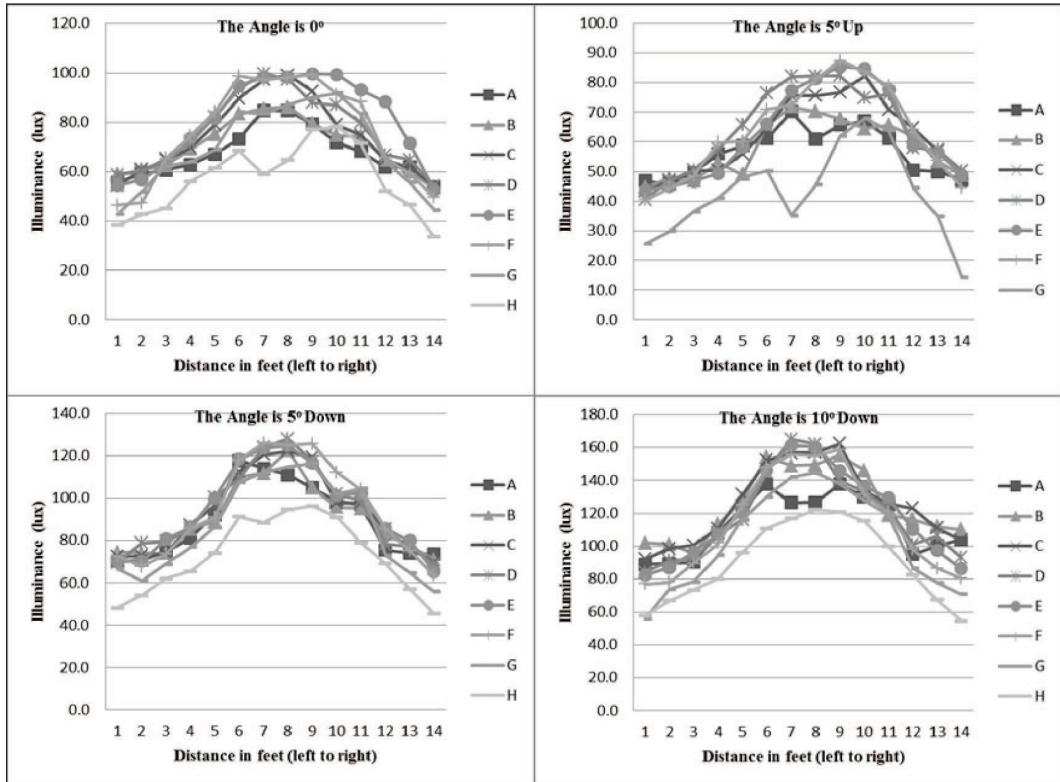 The Angle is 0º
120.0
100.0
80.0
60.0
40.0
20.0
0.0
Illuminance (lux)
1 2 3 4 5 6 7 8 9 10 11 12 13 14
Distance in feet (left to right)
A
B
C
D
E
F
G
H
The Angle is 5º Up
100.0
90.0
80.0
70.0
60.0
50.0
40.0
30.0
20.0
10.0
0.0
Illuminance (lux)
1 2 3 4 5 6 7 8 9 10 11 12 13 14
Distance in feet (left to right)
A
B
C
D
E
F
G
The Angle is 5º Down
140.0
120.0
100.0
80.0
60.0
40.0
20.0
0.0
Illuminance (lux)
1 2 3 4 5 6 7 8 9 10 11 12 13 14
Distance in feet (left to right)
A
B
C
D
E
F
G
H
The Angle is 10º Down
180.0
160.0
140.0
120.0
100.0
80.0
60.0
40.0
20.0
0.0
Illuminance (lux)
1 2 3 4 5 6 7 8 9 10 11 12 13 14
Distance in feet (left to right)
A
B
C
D
E
F
G
H